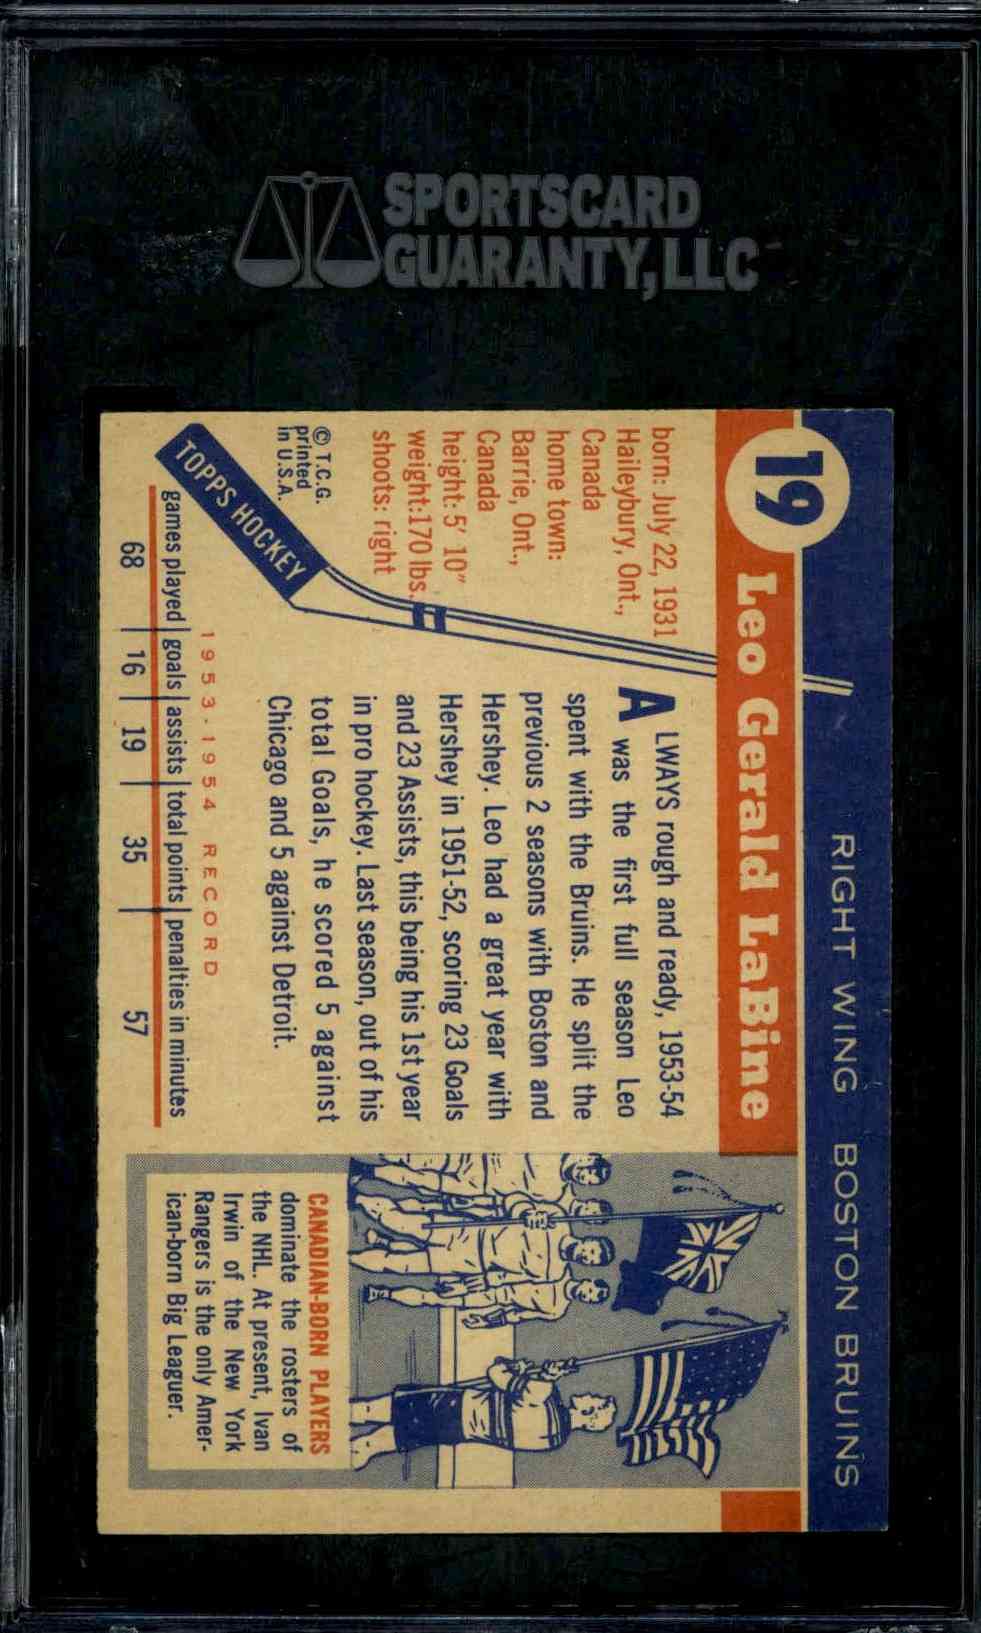 SPORTSCARD
GUARANTY, LLC
RIGHT WING BOSTON BRUINS
19
Leo Gerald LaBine
born: July 22, 1931
Haileybury, Ont.,
Canada
home town:
Barrie, Ont.,
Canada
height: 5' 10"
weight:170 lbs.
shoots: right
© T.C.G.
printed
in U.S.A.
TOPPS HOCKEY
ALWAYS rough and ready, 1953-54
was the first full season Leo
spent with the Bruins. He split the
previous 2 seasons with Boston and
Hershey. Leo had a great year with
Hershey in 1951-52, scoring 23 Goals
and 23 Assists, this being his 1st year
in pro hockey. Last season, out of his
total Goals, he scored 5 against
Chicago and 5 against Detroit.
1953-1954 RECORD
games played goals assists total points penalties in minutes
68 16 19 35 57
CANADIAN-BORN PLAYERS
dominate the rosters of
the NHL. At present, Ivan
Irwin of the New York
Rangers is the only Amer-
ican-born Big Leaguer.